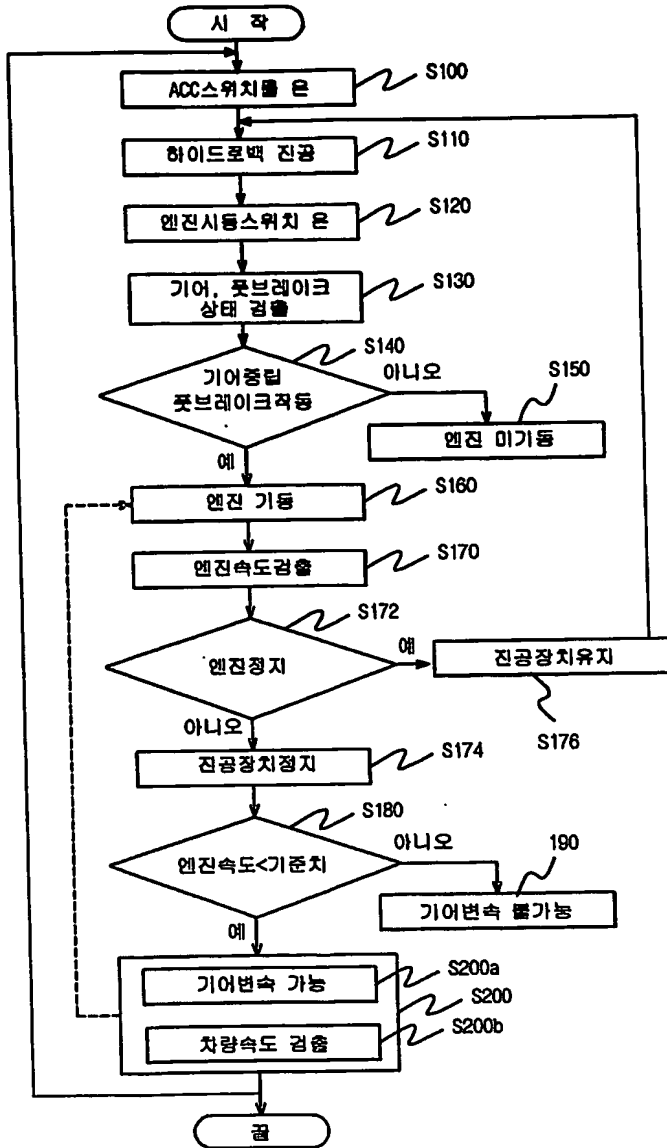 시 작
ACC스위치를 온
S100
하이드로백 진공
S110
엔진시동스위치 온
S120
기어, 풋브레이크
상태 검출
S130
S140
기어중립
풋브레이크작동
아니오
S150
엔진 미기동
예
엔진 기동
S160
엔진속도검출
S170
S172
엔진정지
예
진공장치유지
S176
아니오
진공장치정지
S174
S180
엔진속도<기준치
아니오
190
기어변속 불가능
예
기어변속 가능
S200a
S200
차량속도 검출
S200b
끝